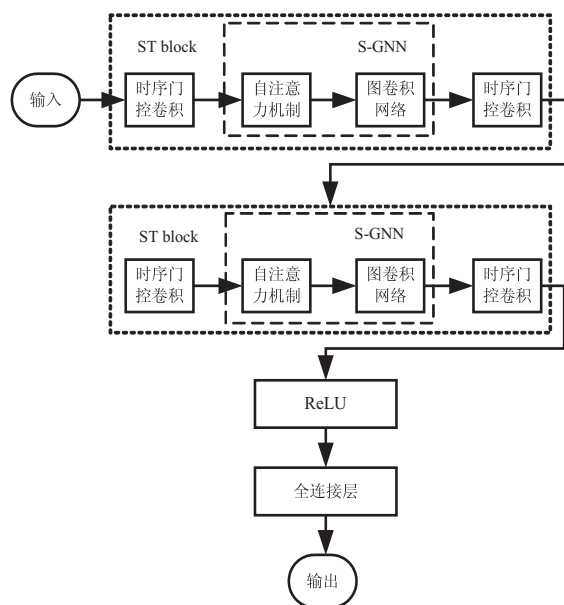 ST block
S-GNN
输入
时序门
控卷积
自注意
力机制
图卷积
网络
时序门
控卷积
ST block
S-GNN
时序门
控卷积
自注意
力机制
图卷积
网络
时序门
控卷积
ReLU
全连接层
输出